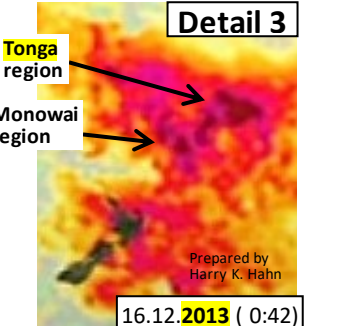 Detail 3
Tonga
region
Monowai
region
Prepared by
Harry K. Hahn
16.12.2013 ( 0:42)